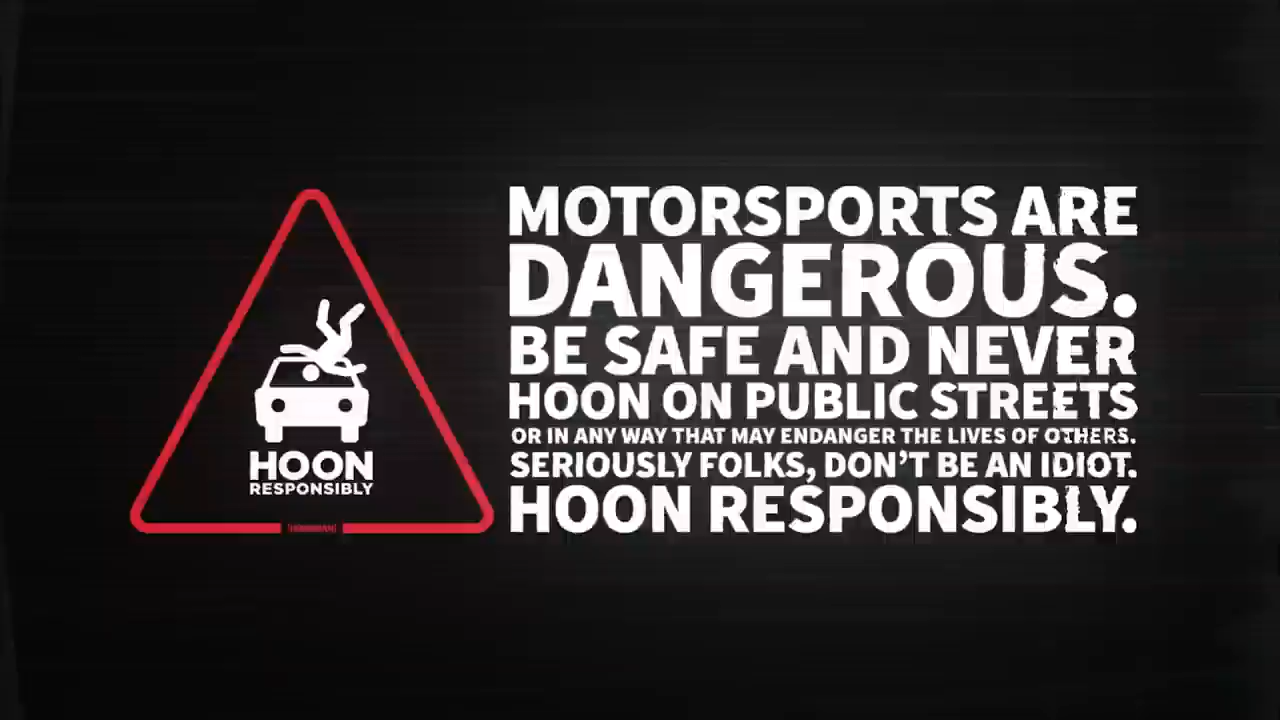 HOON
RESPONSIBLY
MOTORSPORTS ARE
DANGEROUS.
BE SAFE AND NEVER
HOON ON PUBLIC STREETS
OR IN ANY WAY THAT MAY ENDANGER THE LIVES OF OTHERS.
SERIOUSLY FOLKS, DON'T BE AN IDIOT.
HOON RESPONSIBLY.